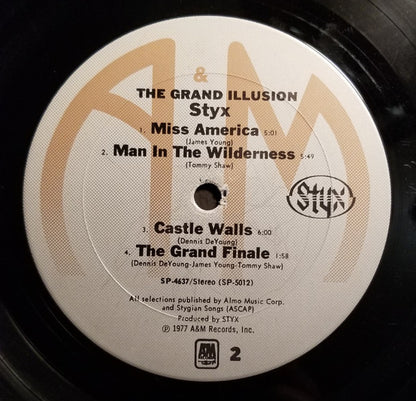 A&M
THE GRAND ILLUSION
Styx
1. Miss America 5:01
(James Young)
2. Man In The Wilderness 5:49
(Tommy Shaw)
Styx
3. Castle Walls 6:00
(Dennis DeYoung)
4. The Grand Finale 1:58
(Dennis DeYoung-James Young-Tommy Shaw)
SP-4637/Stereo (SP-5012)
All selections published by Almo Music Corp.
and Stygian Songs (ASCAP)
Produced by STYX
℗ 1977 A&M Records, Inc.
A&M 2